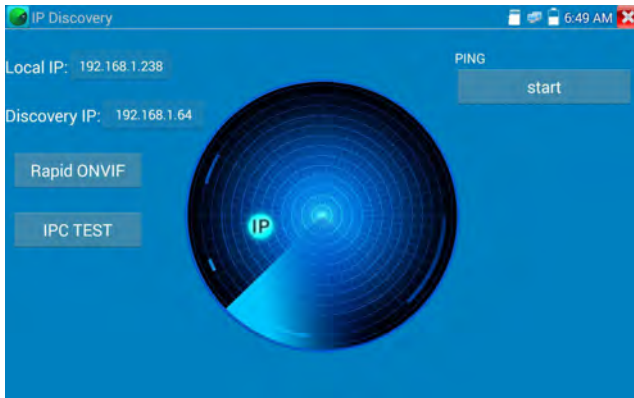 IP Discovery
6:49 AM
Local IP: 192.168.1.238
PING
start
Discovery IP: 192.168.1.64
Rapid ONVIF
IPC TEST
IP